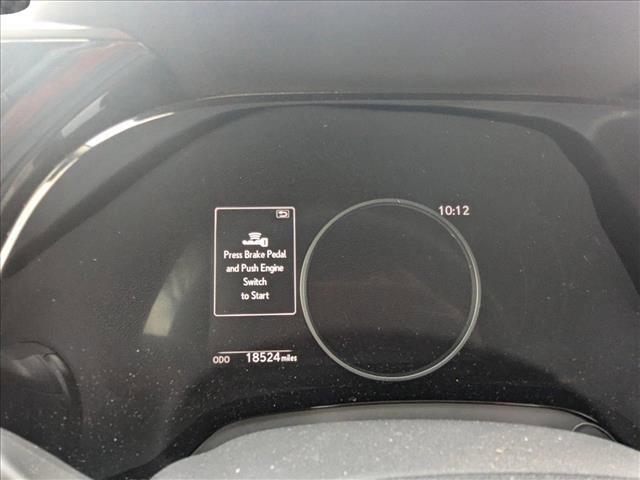 10:12
Press Brake Pedal
and Push Engine
Switch
to Start
ODO 18524 miles